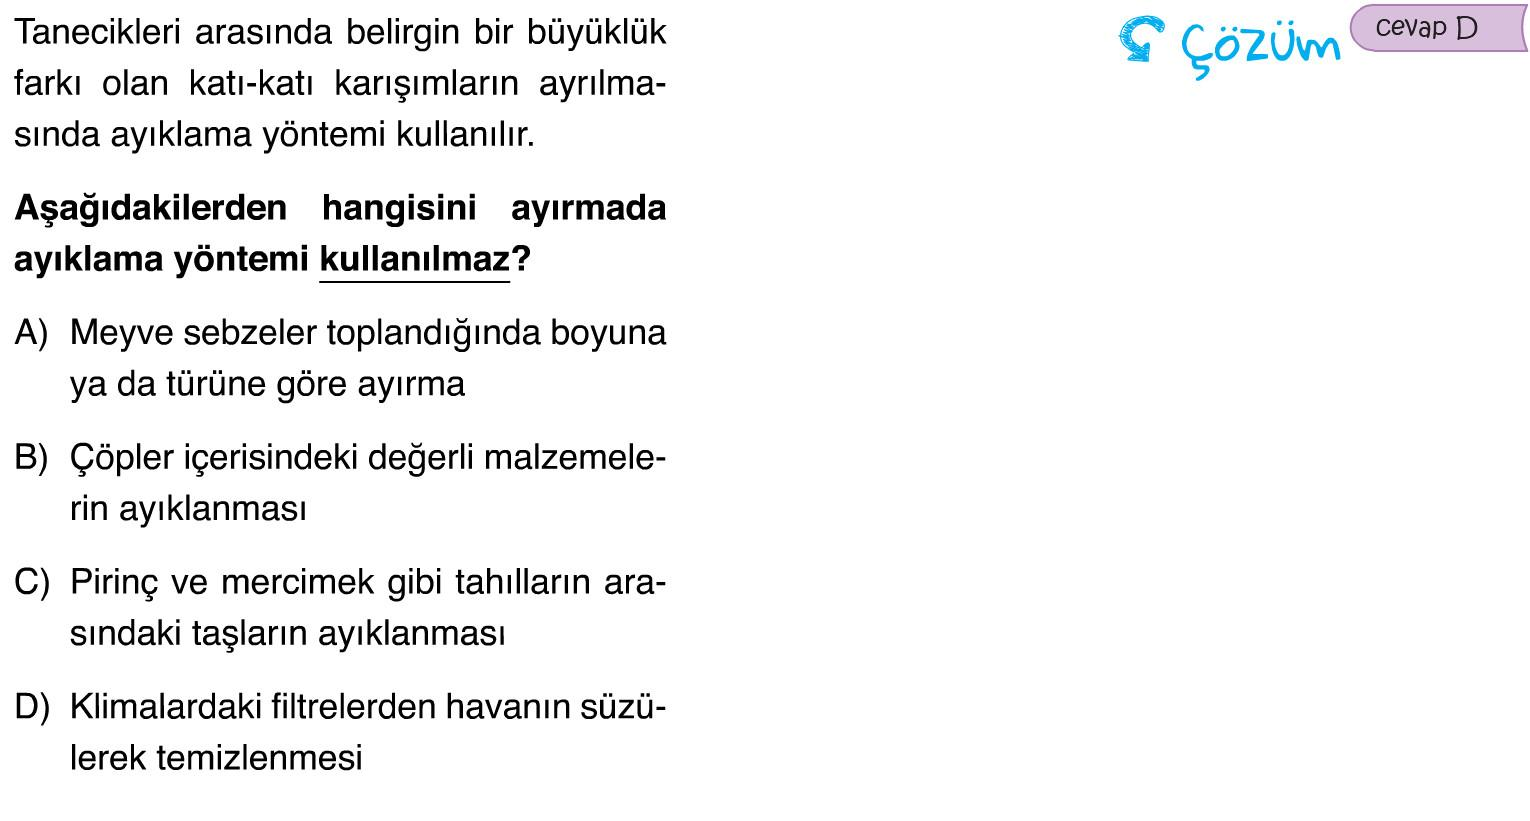 Tanecikleri arasında belirgin bir büyüklük
farkı olan katı-katı karışımların ayrılma-
sında ayıklama yöntemi kullanılır.
Aşağıdakilerden hangisini ayırmada
ayıklama yöntemi kullanılmaz?
A) Meyve sebzeler toplandığında boyuna
ya da türüne göre ayırma
B) Çöpler içerisindeki değerli malzemele-
rin ayıklanması
C) Pirinç ve mercimek gibi tahılların ara-
sındaki taşların ayıklanması
D) Klimalardaki filtrelerden havanın süzü-
lerek temizlenmesi
Çözüm
cevap D